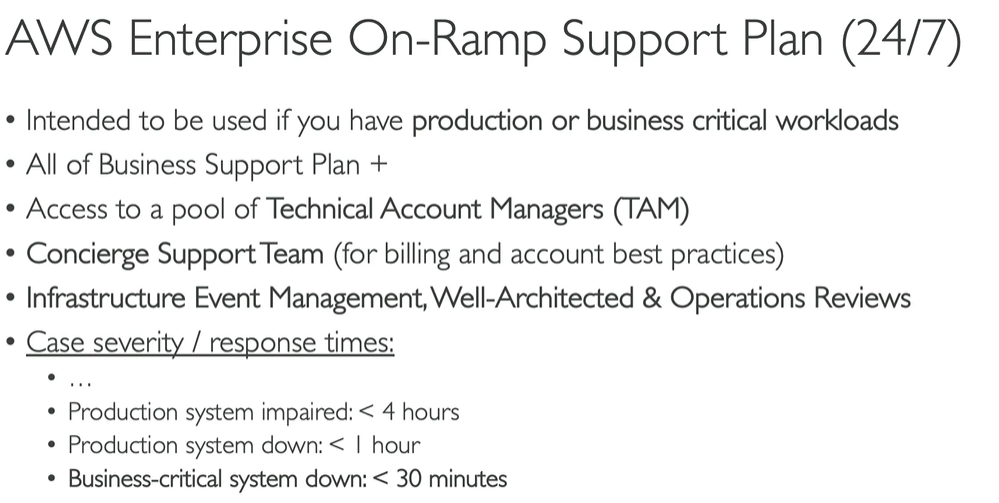 AWS Enterprise On-Ramp Support Plan (24/7)
• Intended to be used if you have production or business critical workloads
• All of Business Support Plan +
• Access to a pool of Technical Account Managers (TAM)
• Concierge Support Team (for billing and account best practices)
• Infrastructure Event Management, Well-Architected & Operations Reviews
• Case severity / response times:
• …
• Production system impaired: < 4 hours
• Production system down: < 1 hour
• Business-critical system down: < 30 minutes